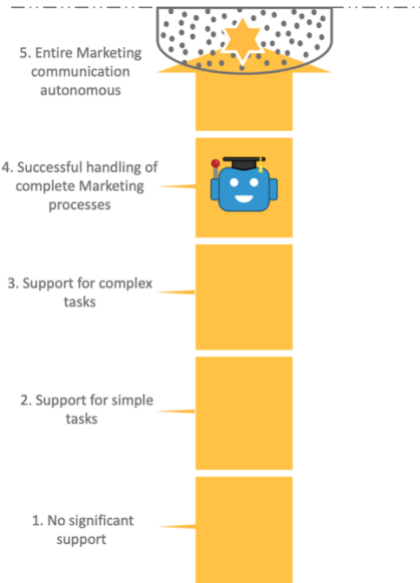 5. Entire Marketing
communication
autonomous
4. Successful handling of
complete Marketing
processes
3. Support for complex
tasks
2. Support for simple
tasks
1. No significant
support